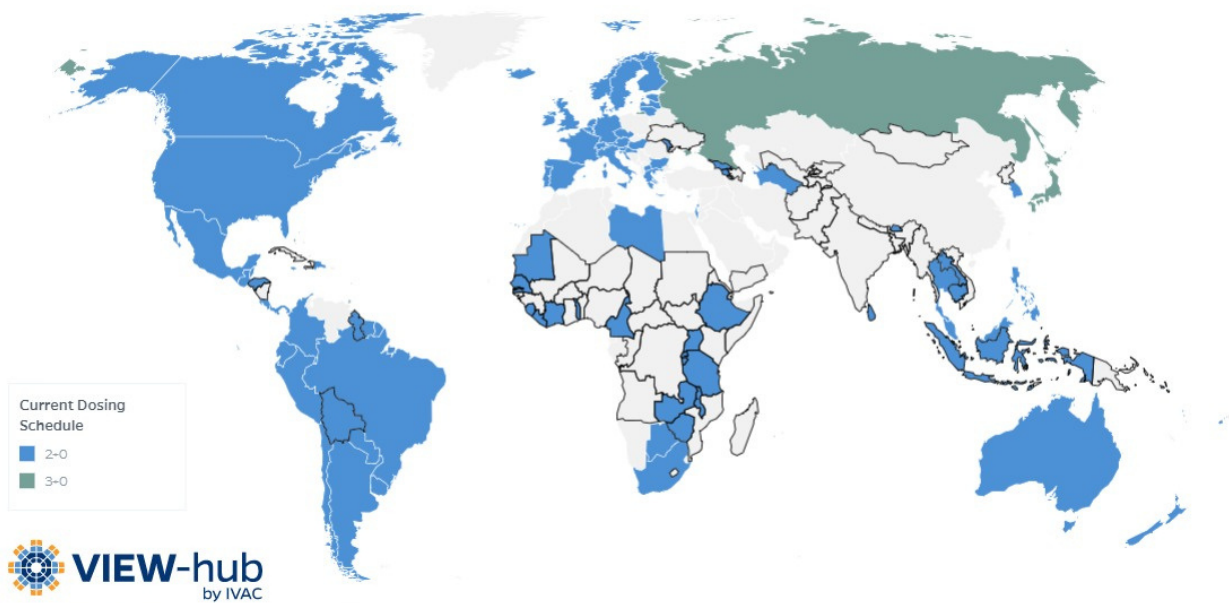 Current Dosing
Schedule
2+0
3+0
VIEW-hub
by IVAC